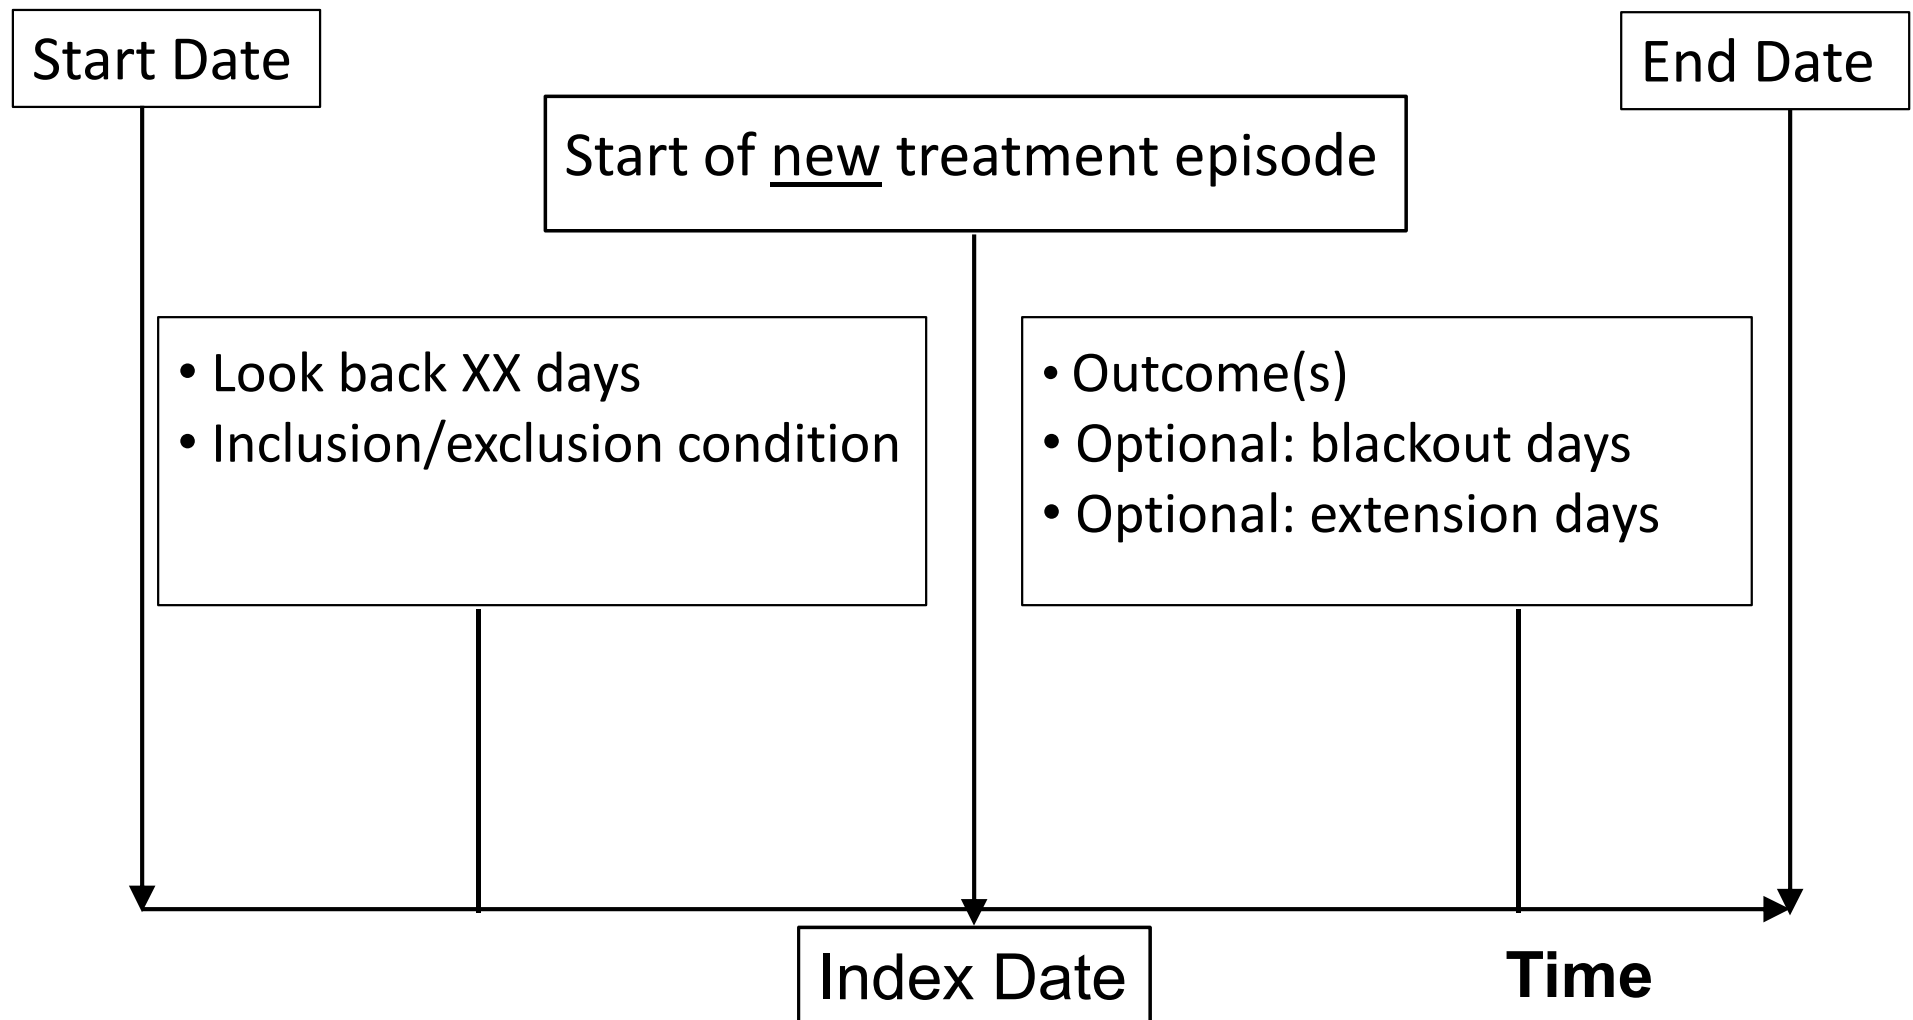 Start Date
End Date
Start of new treatment episode
• Look back XX days
• Inclusion/exclusion condition
• Outcome(s)
• Optional: blackout days
• Optional: extension days
Index Date
Time